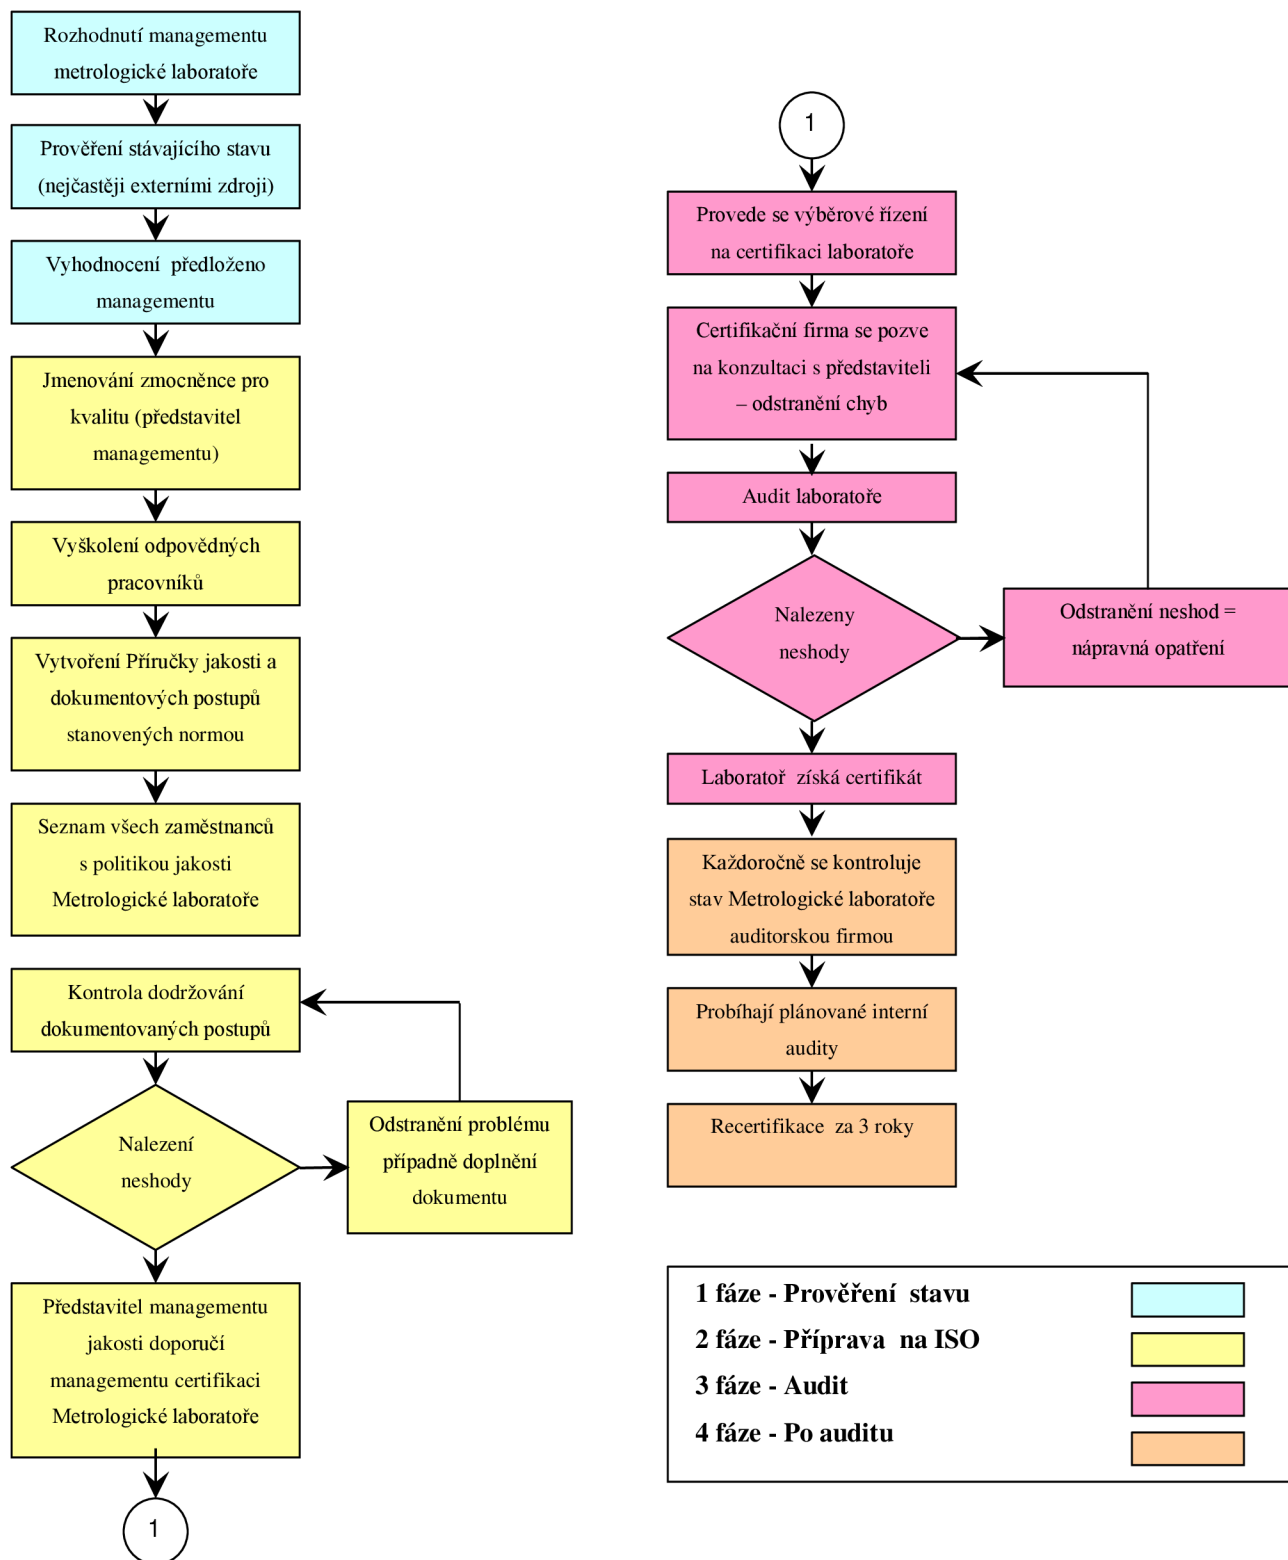 Rozhodnutí managementu
metrologické laboratoře
Prověření stávajícího stavu
(nejčastěji externími zdroji)
Vyhodnocení předloženo
managementu
Jmenování zmocněnce pro
kvalitu (představitel
managementu)
Vyškolení odpovědných
pracovníků
Vytvoření Příručky jakosti a
dokumentových postupů
stanovených normou
Seznam všech zaměstnanců
s politikou jakosti
Metrologické laboratoře
Kontrola dodržování
dokumentovaných postupů
Nalezení
neshody
Odstranění problému
případně doplnění
dokumentu
Představitel managementu
jakosti doporučí
managementu certifikaci
Metrologické laboratoře
1
1
Provede se výběrové řízení
na certifikaci laboratoře
Certifikační firma se pozve
na konzultaci s představiteli
– odstranění chyb
Audit laboratoře
Nalezeny
neshody
Odstranění neshod =
nápravná opatření
Laboratoř získá certifikát
Každoročně se kontroluje
stav Metrologické laboratoře
auditorskou firmou
Probíhají plánované interní
audity
Recertifikace za 3 roky
1 fáze - Prověření stavu
2 fáze - Příprava na ISO
3 fáze - Audit
4 fáze - Po auditu